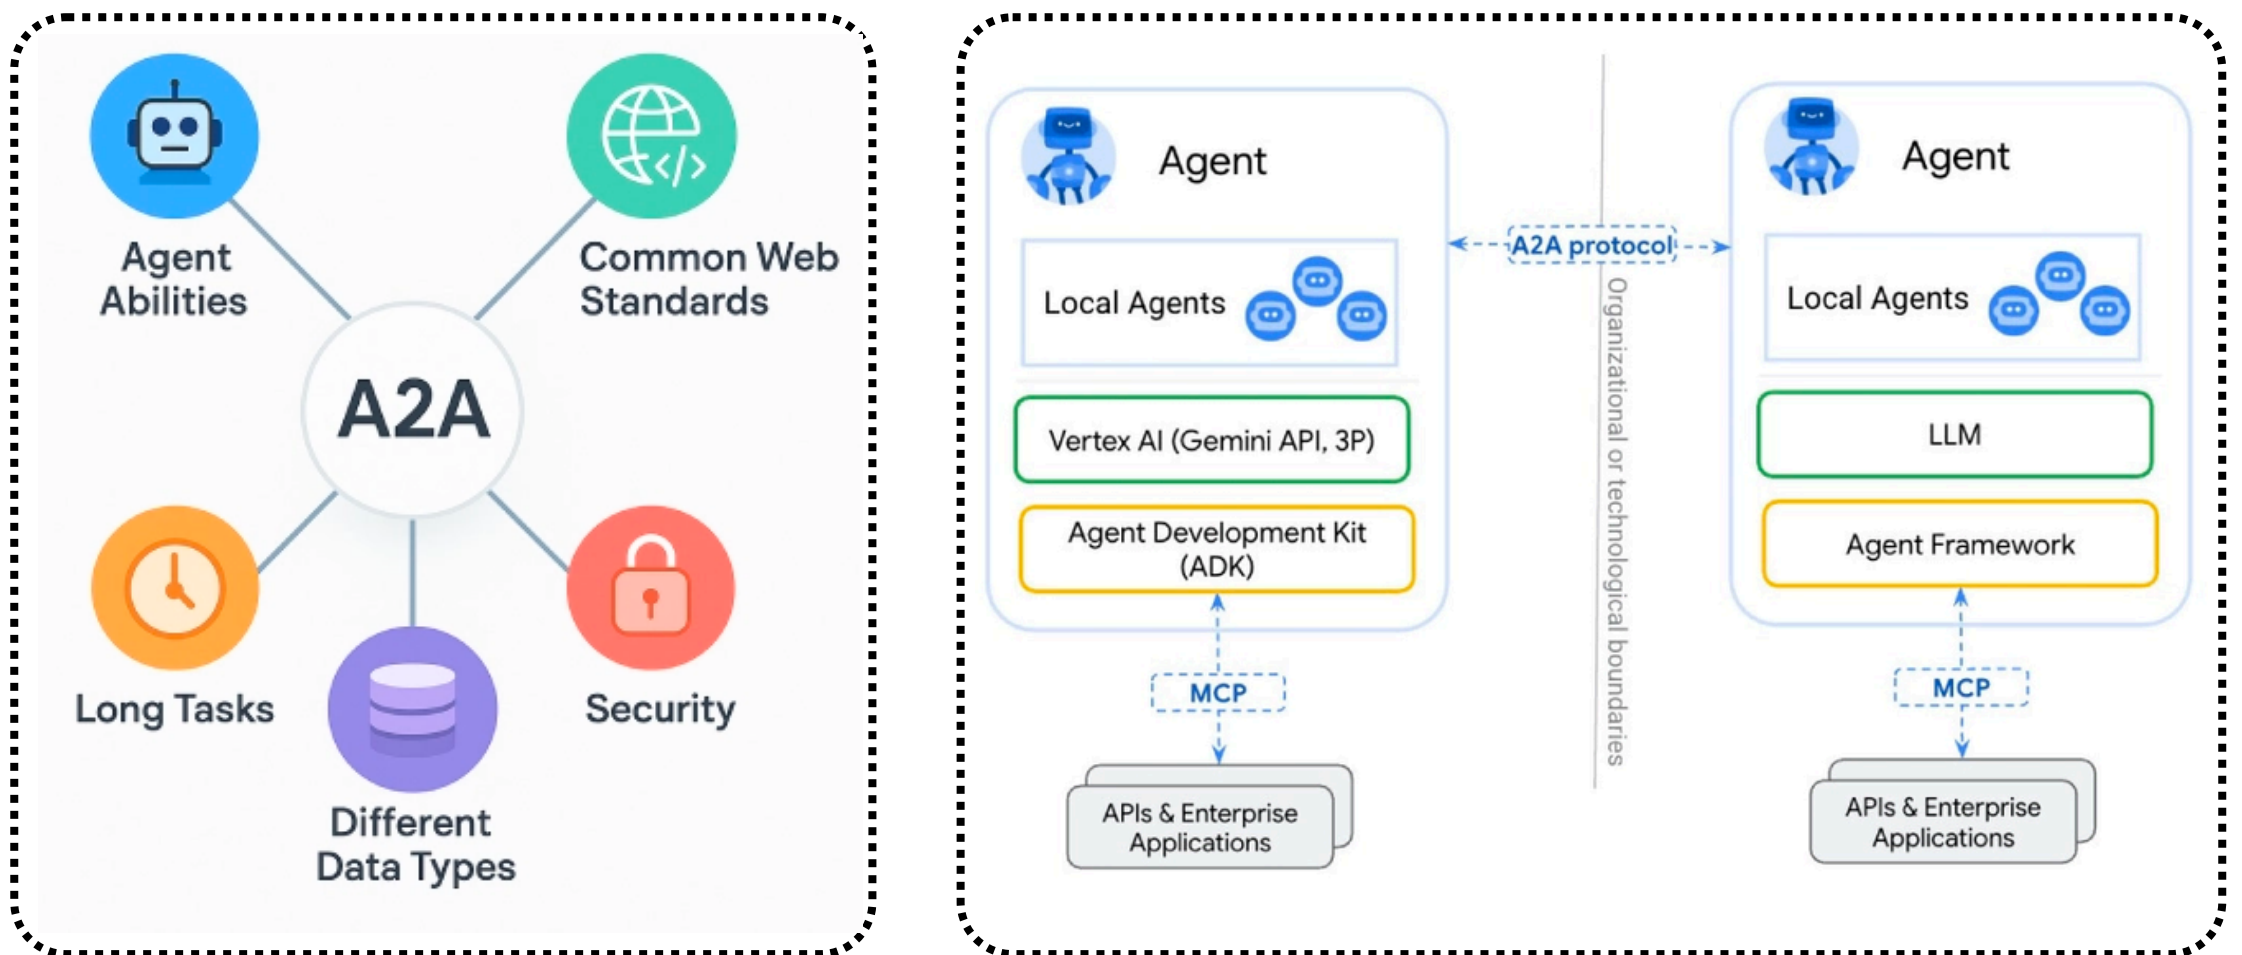 Agent
Abilities
Common Web
Standards
A2A
Long Tasks
Security
Different
Data Types
Agent
Local Agents
Vertex AI (Gemini API, 3P)
Agent Development Kit
(ADK)
MCP
APIs & Enterprise
Applications
A2A protocol
Organizational or technological boundaries
Agent
Local Agents
LLM
Agent Framework
MCP
APIs & Enterprise
Applications